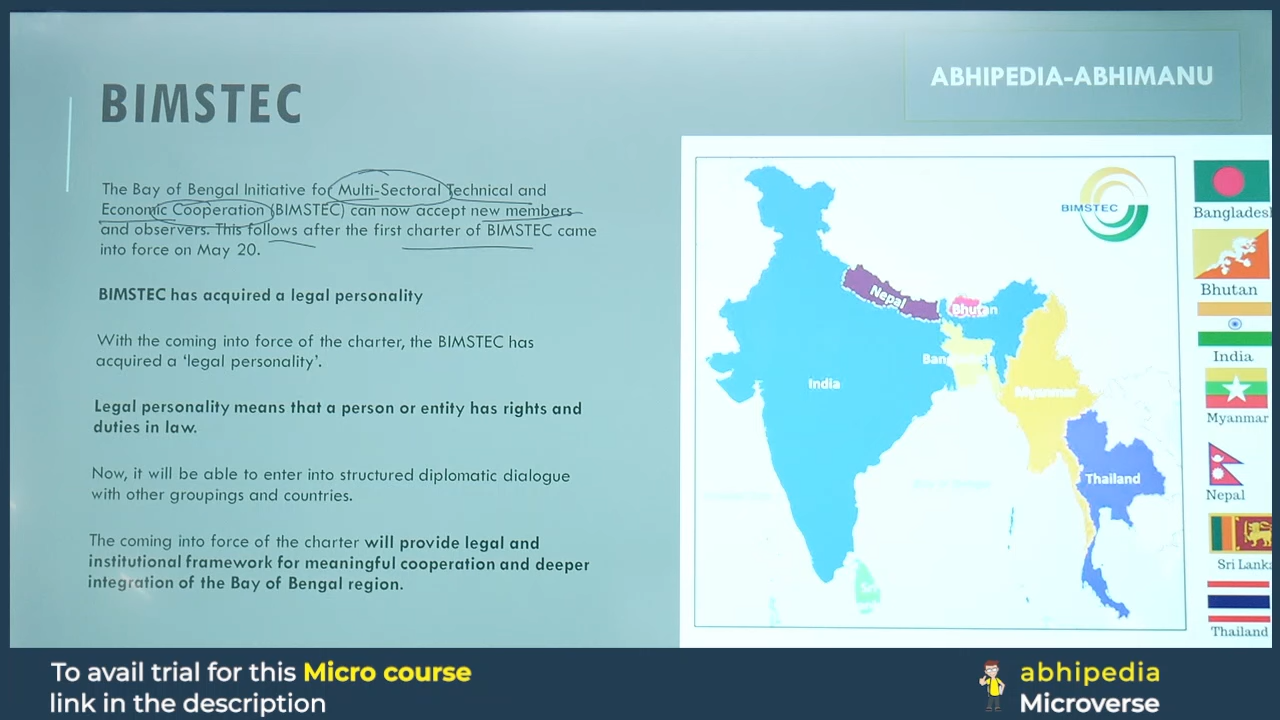 BIMSTEC
ABHIPEDIA-ABHIMANU
The Bay of Bengal Initiative for Multi-Sectoral Technical and
Economic Cooperation (BIMSTEC) can now accept new members
and observers. This follows after the first charter of BIMSTEC came
into force on May 20.
BIMSTEC has acquired a legal personality
With the coming into force of the charter, the BIMSTEC has
acquired a ‘legal personality’.
Legal personality means that a person or entity has rights and
duties in law.
Now, it will be able to enter into structured diplomatic dialogue
with other groupings and countries.
The coming into force of the charter will provide legal and
institutional framework for meaningful cooperation and deeper
integration of the Bay of Bengal region.
BIMSTEC
Nepal
Bhutan
India
Myanmar
Thailand
Bangladesh
Bhutan
India
Myanmar
Nepal
Sri Lanka
Thailand
To avail trial for this Micro course
link in the description
abhipedia
Microverse